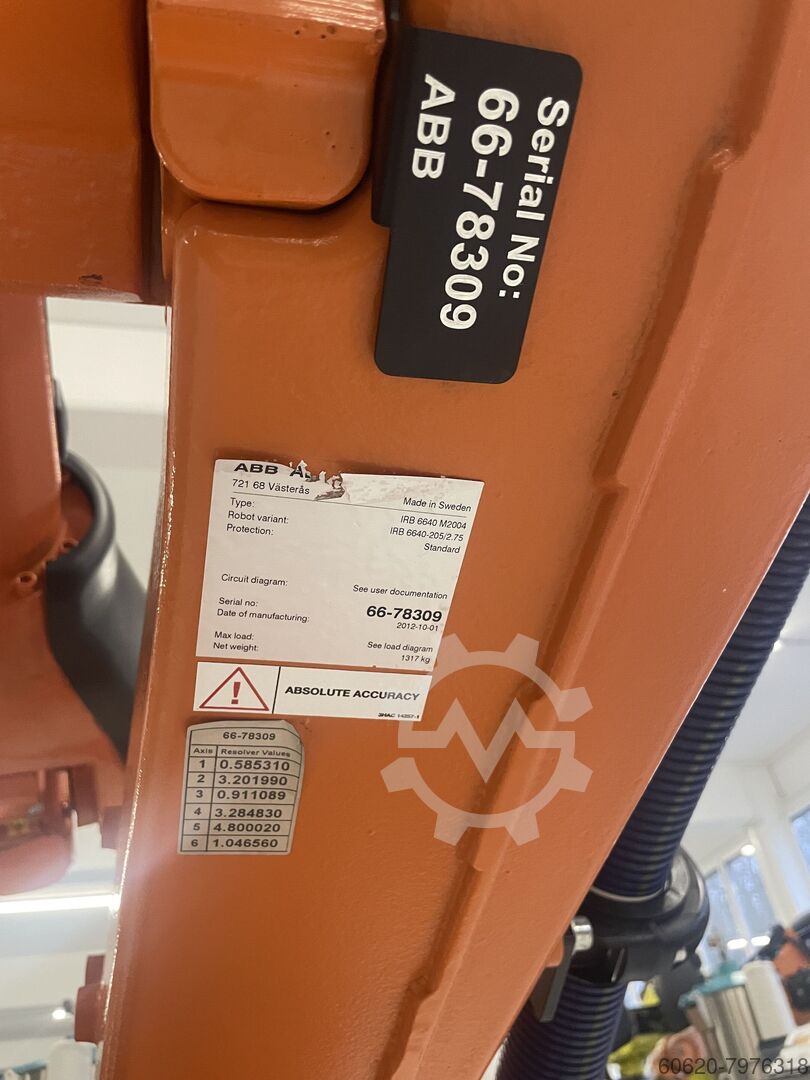 Serial No:
66-78309
ABB
ABB
721 68 Västerås
Made in Sweden
Type: IRB 6640 M2004
Robot variant: IRB 6640-205/2.75
Protection: Standard
Circuit diagram: See user documentation
Serial no: 66-78309
Date of manufacturing: 2012-10-01
Max load: See load diagram
Net weight: 1317 kg
ABSOLUTE ACCURACY
3HAC 14257-1
66-78309
Axis Resolver Values
1 0.585310
2 3.201990
3 0.911089
4 3.284830
5 4.800020
6 1.046560
60620-7976318